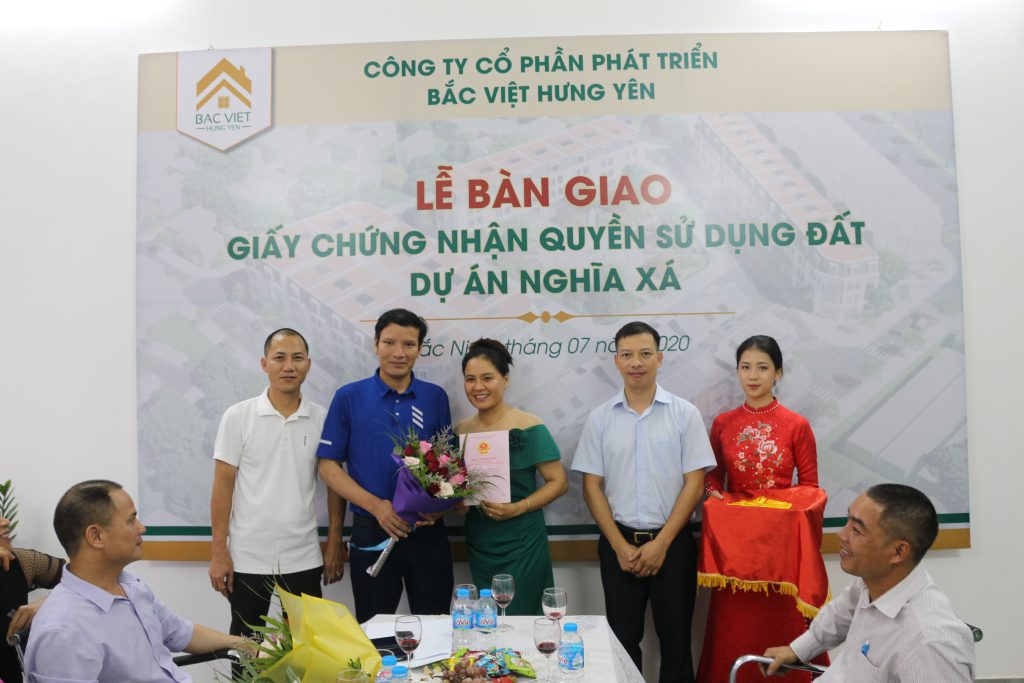 CÔNG TY CỔ PHẦN PHÁT TRIỂN
BẮC VIỆT HƯNG YÊN
BAC VIET
HUNG YEN
LỄ BÀN GIAO
GIẤY CHỨNG NHẬN QUYỀN SỬ DỤNG ĐẤT
DỰ ÁN NGHĨA XÁ
tháng 07 2020